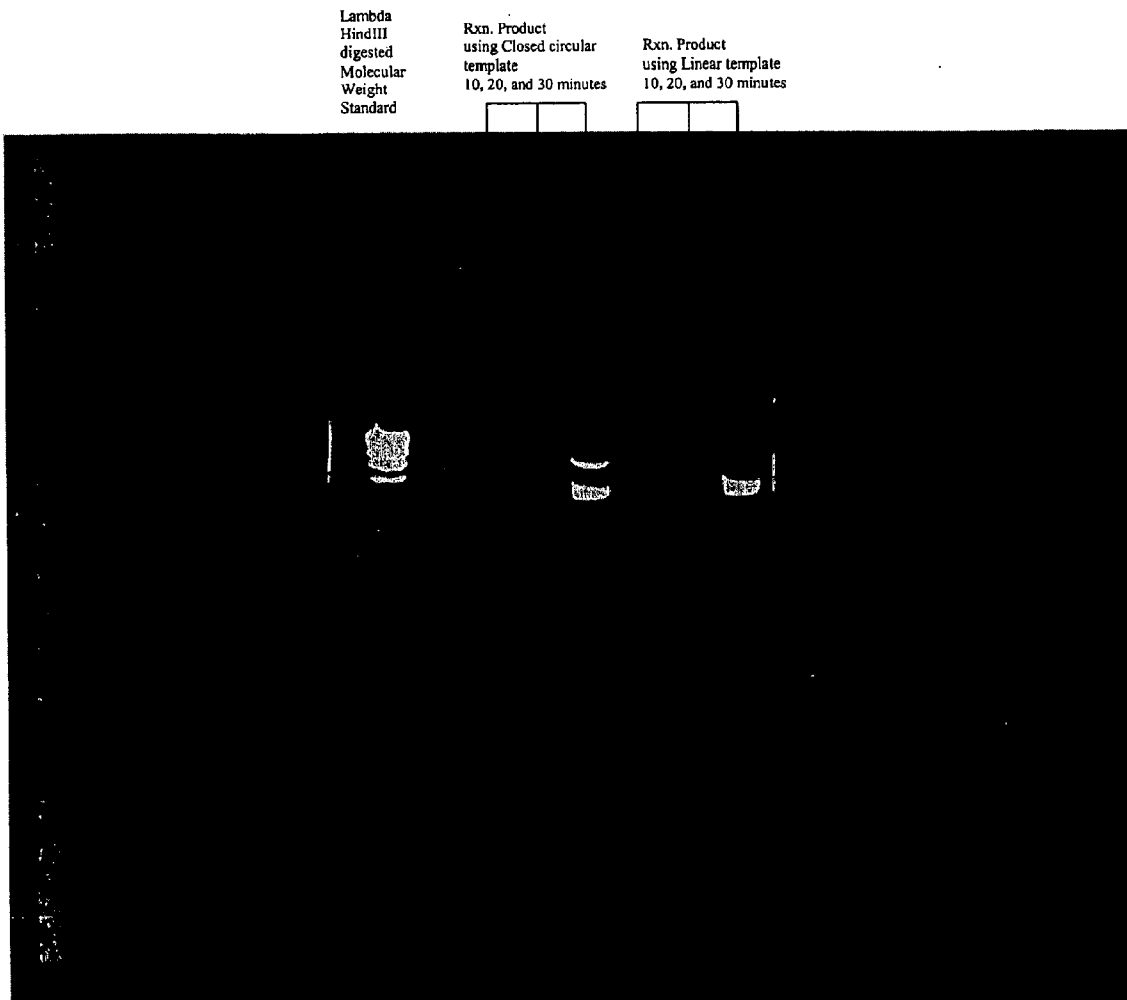 Lambda
HindIII
digested
Molecular
Weight
Standard
Rxn. Product
using Closed circular
template
10, 20, and 30 minutes
Rxn. Product
using Linear template
10, 20, and 30 minutes